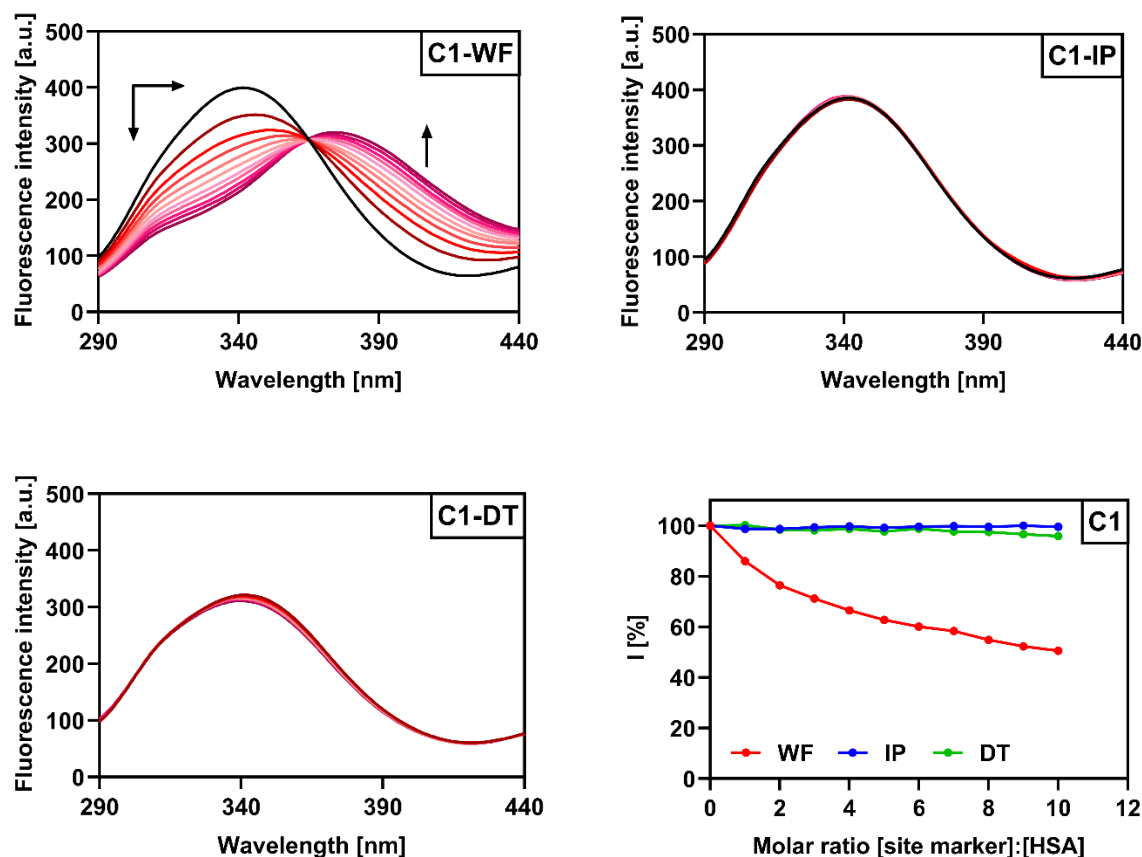 C1-WF
Fluorescence intensity [a.u.]
500
400
300
200
100
0
290
340
390
440
Wavelength [nm]
C1-IP
Fluorescence intensity [a.u.]
500
400
300
200
100
0
290
340
390
440
Wavelength [nm]
C1-DT
Fluorescence intensity [a.u.]
500
400
300
200
100
0
290
340
390
440
Wavelength [nm]
C1
I [%]
100
80
60
40
20
0
WF IP DT
0 2 4 6 8 10 12
Molar ratio [site marker]:[HSA]